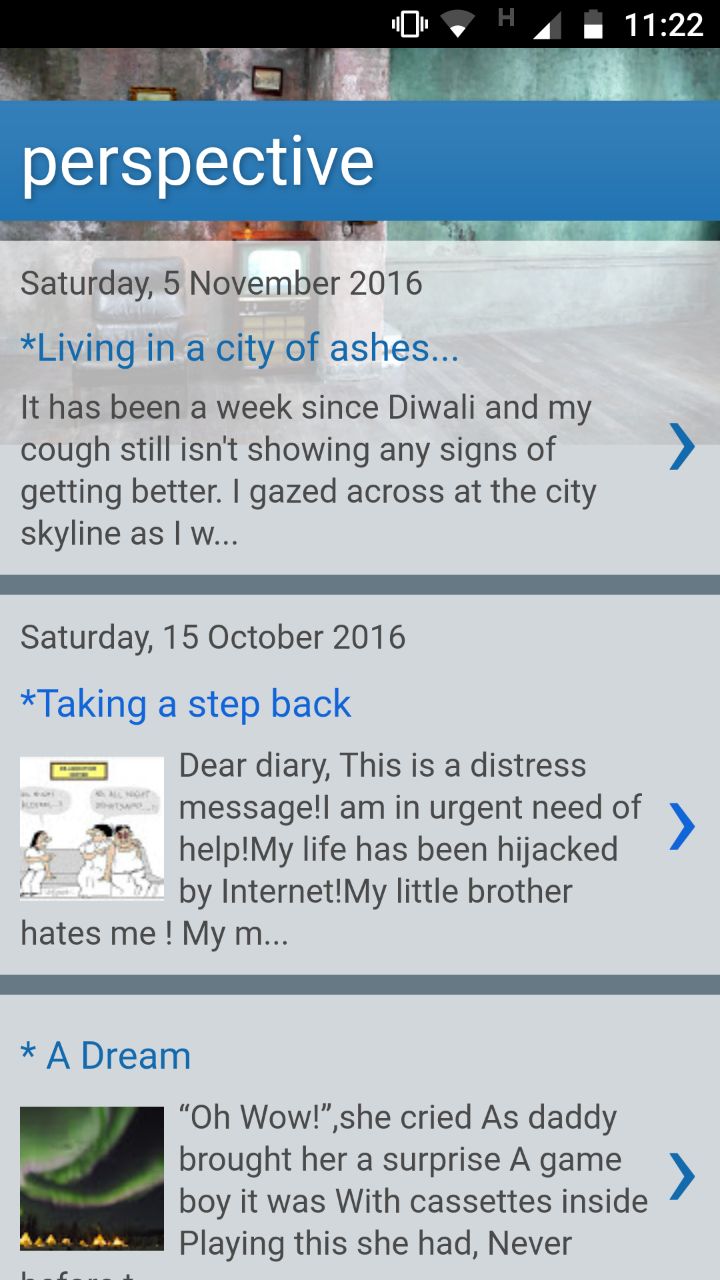 H 11:22
perspective
Saturday, 5 November 2016
*Living in a city of ashes...
It has been a week since Diwali and my
cough still isn't showing any signs of
getting better. I gazed across at the city
skyline as I w...
Saturday, 15 October 2016
*Taking a step back
Dear diary, This is a distress
message!I am in urgent need of
help!My life has been hijacked
by Internet!My little brother
hates me ! My m...
* A Dream
“Oh Wow!”,she cried As daddy
brought her a surprise A game
boy it was With cassettes inside
Playing this she had, Never